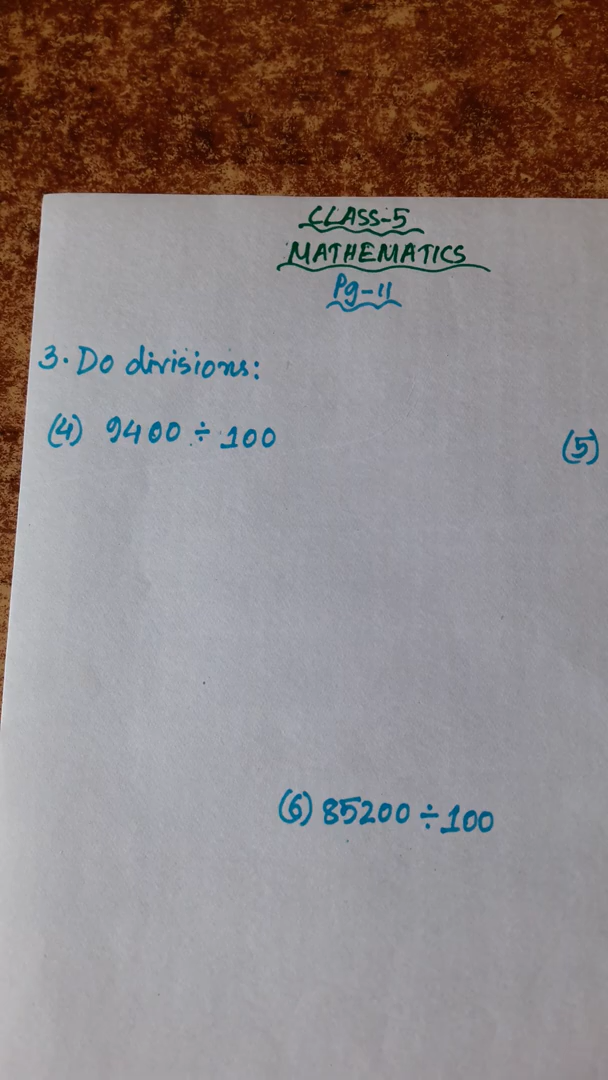 CLASS-5
MATHEMATICS
Pg-11
3. Do divisions:
(4) 9400 ÷ 100
(5)
(6) 85200 ÷ 100